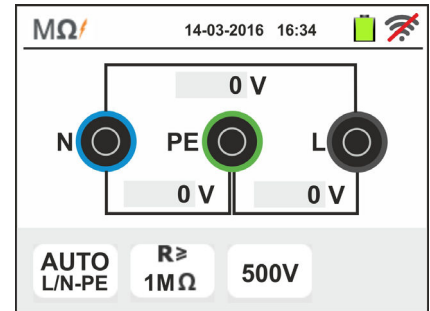 MΩ 14-03-2016 16:34
0 V
N PE L
0 V 0 V
AUTO L/N-PE
R≥ 1MΩ
500V